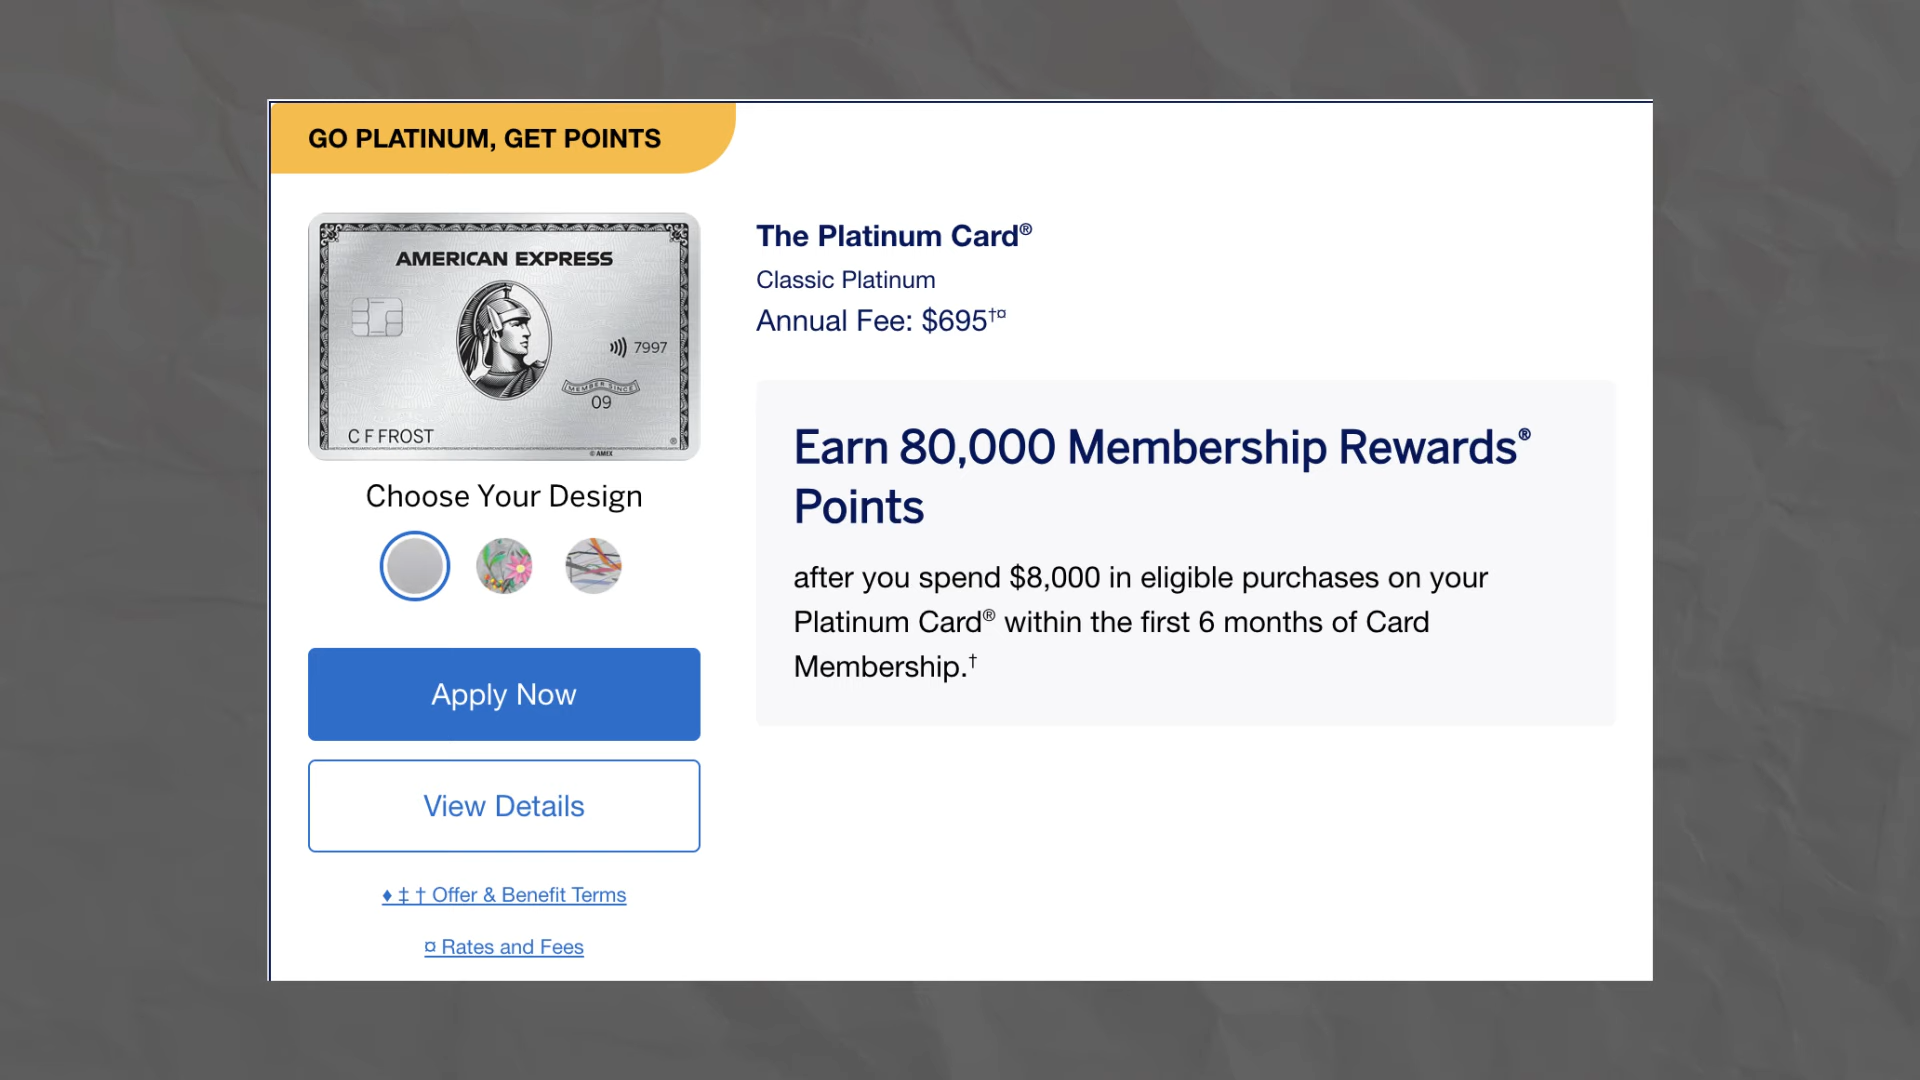 GO PLATINUM, GET POINTS
AMERICAN EXPRESS
7997
MEMBER SINCE
09
C F FROST
® 
© AMEX
Choose Your Design
Apply Now
View Details
♦ ‡ † Offer & Benefit Terms
¤ Rates and Fees
The Platinum Card®
Classic Platinum
Annual Fee: $695†¤
Earn 80,000 Membership Rewards®
Points
after you spend $8,000 in eligible purchases on your
Platinum Card® within the first 6 months of Card
Membership.†